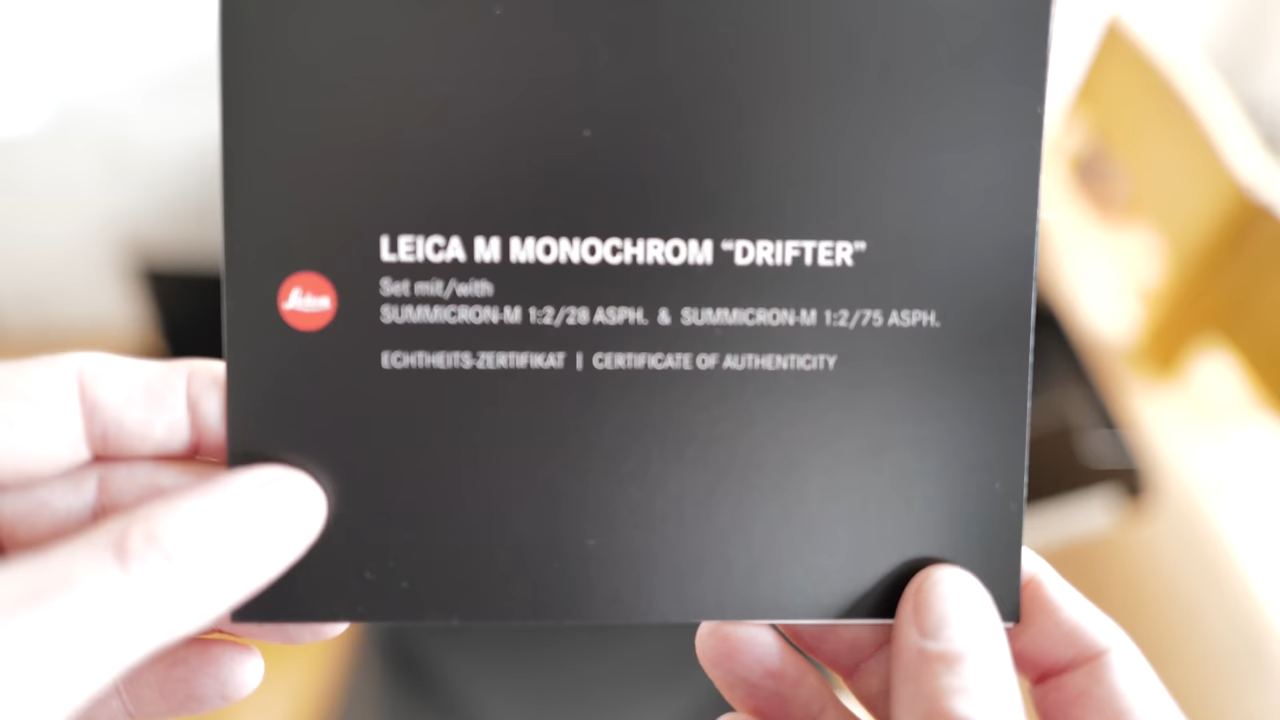 LEICA M MONOCHROM “DRIFTER”
Set mit/with
Leica
SUMMICRON-M 1:2/28 ASPH. & SUMMICRON-M 1:2/75 ASPH.
ECHTHEITS-ZERTIFIKAT | CERTIFICATE OF AUTHENTICITY